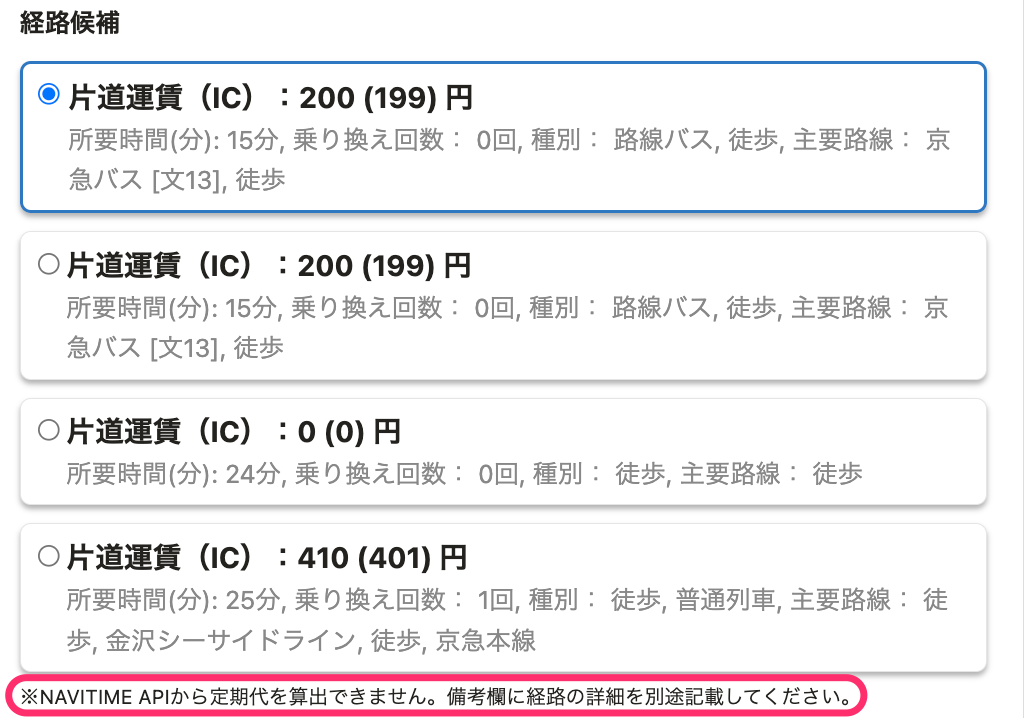 経路候補
片道運賃（IC）：200 (199) 円
所要時間(分): 15分, 乗り換え回数： 0回, 種別： 路線バス, 徒歩, 主要路線： 京
急バス [文13], 徒歩
片道運賃（IC）：200 (199) 円
所要時間(分): 15分, 乗り換え回数： 0回, 種別： 路線バス, 徒歩, 主要路線： 京
急バス [文13], 徒歩
片道運賃（IC）：0 (0) 円
所要時間(分): 24分, 乗り換え回数： 0回, 種別： 徒歩, 主要路線： 徒歩
片道運賃（IC）：410 (401) 円
所要時間(分): 25分, 乗り換え回数： 1回, 種別： 徒歩, 普通列車, 主要路線： 徒
歩, 金沢シーサイドライン, 徒歩, 京急本線
※NAVITIME APIから定期代を算出できません。備考欄に経路の詳細を別途記載してください。